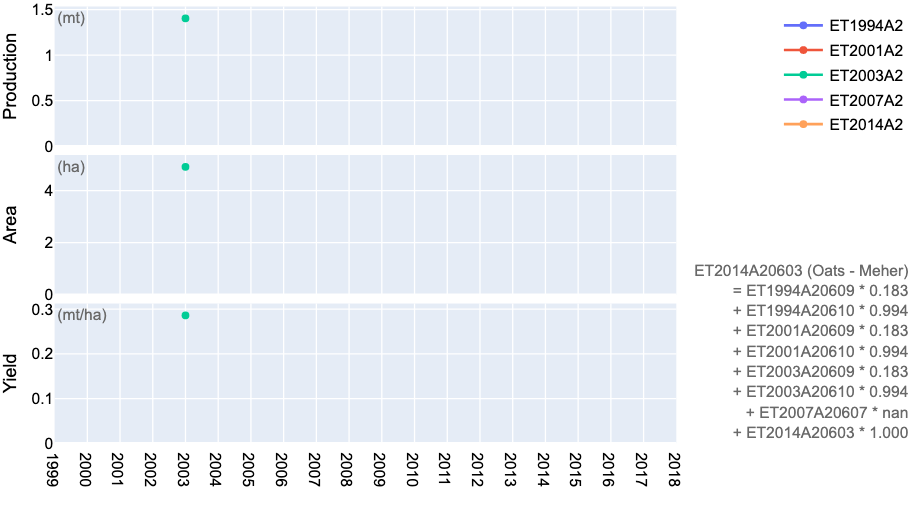 Production
(mt)
1.5
1
0.5
0
Area
(ha)
4
2
0
Yield
(mt/ha)
0.3
0.2
0.1
0
1999
2000
2001
2002
2003
2004
2005
2006
2007
2008
2009
2010
2011
2012
2013
2014
2015
2016
2017
2018
ET1994A2
ET2001A2
ET2003A2
ET2007A2
ET2014A2
ET2014A20603 (Oats - Meher)
= ET1994A20609 * 0.183
+ ET1994A20610 * 0.994
+ ET2001A20609 * 0.183
+ ET2001A20610 * 0.994
+ ET2003A20609 * 0.183
+ ET2003A20610 * 0.994
+ ET2007A20607 * nan
+ ET2014A20603 * 1.000